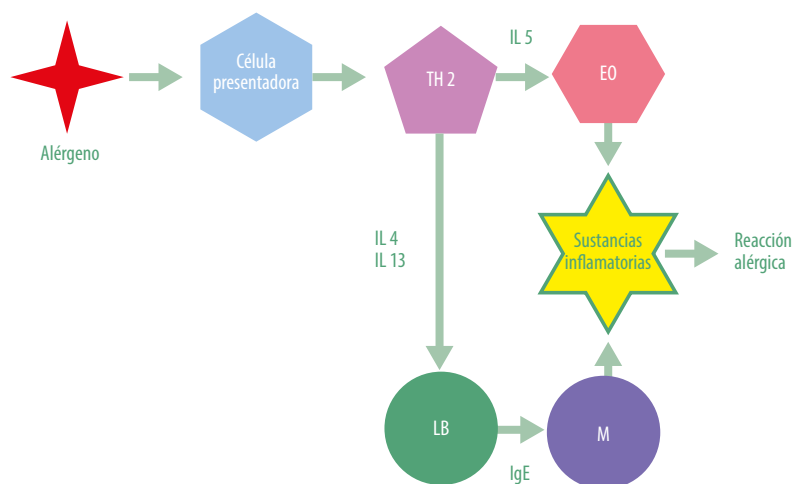 IL 5
Célula
presentadora
TH 2
EO
Alérgeno
IL 4
IL 13
Sustancias
inflamatorias
Reacción
alérgica
LB
M
IgE